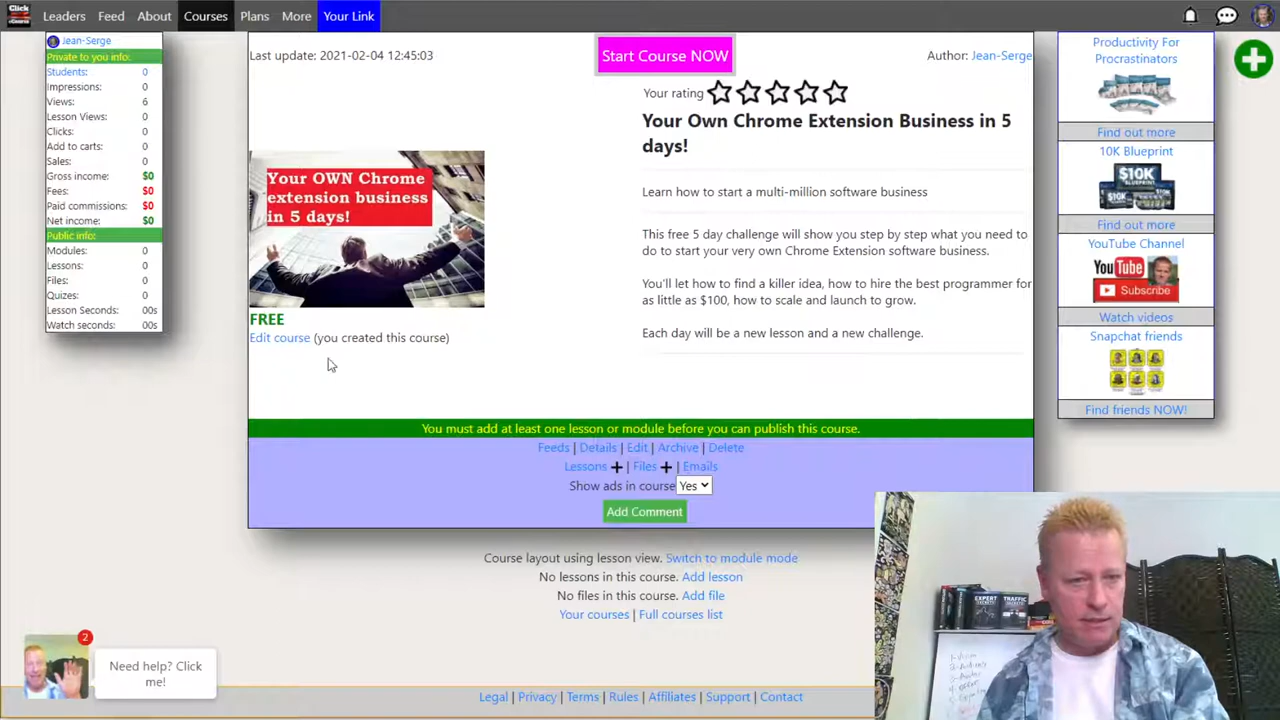 Click
eCourse
Leaders
Feed
About
Courses
Plans
More
Your Link
Jean-Serge
Private to you info:
Students: 0
Impressions: 0
Views: 6
Lesson Views: 0
Clicks: 0
Add to carts: 0
Sales: 0
Gross income: $0
Fees: $0
Paid commissions: $0
Net income: $0
Public info:
Modules: 0
Lessons: 0
Files: 0
Quizes: 0
Lesson Seconds: 00s
Watch seconds: 00s
Last update: 2021-02-04 12:45:03
Start Course NOW
Author: Jean-Serge
Your rating
Your Own Chrome Extension Business in 5
days!
Learn how to start a multi-million software business
This free 5 day challenge will show you step by step what you need to
do to start your very own Chrome Extension software business.
You'll let how to find a killer idea, how to hire the best programmer for
as little as $100, how to scale and launch to grow.
Each day will be a new lesson and a new challenge.
Your OWN Chrome
extension business
in 5 days!
FREE
Edit course (you created this course)
You must add at least one lesson or module before you can publish this course.
Feeds | Details | Edit | Archive | Delete
Lessons + | Files + | Emails
Show ads in course Yes
Add Comment
Course layout using lesson view. Switch to module mode
No lessons in this course. Add lesson
No files in this course. Add file
Your courses | Full courses list
Productivity For
Procrastinators
Find out more
10K Blueprint
$10K
BLUEPRINT
Find out more
YouTube Channel
YouTube
Subscribe
Watch videos
Snapchat friends
Find friends NOW!
2
Need help? Click
me!
EXPERT
SECRETS
TRAFFIC
SECRETS
Legal | Privacy | Terms | Rules | Affiliates | Support | Contact